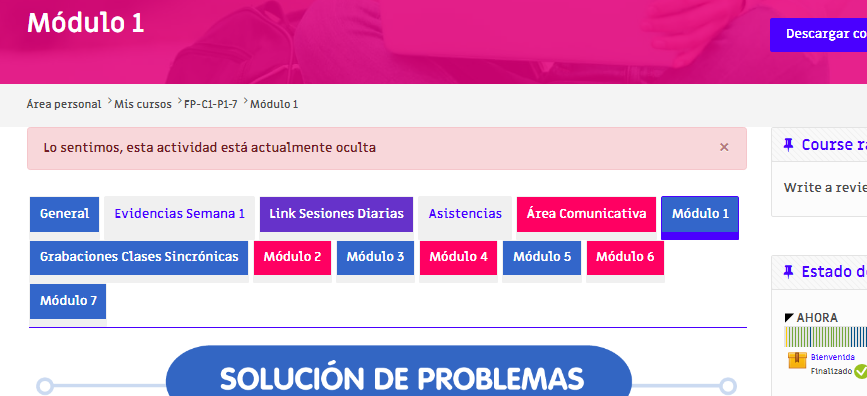 Módulo 1
Descargar co
Área personal > Mis cursos > FP-C1-P1-7 > Módulo 1
Lo sentimos, esta actividad está actualmente oculta ×
Course ra
Write a revie
General Evidencias Semana 1 Link Sesiones Diarias Asistencias Área Comunicativa Módulo 1
Grabaciones Clases Sincrónicas Módulo 2 Módulo 3 Módulo 4 Módulo 5 Módulo 6
Módulo 7
Estado de
AHORA
Bienvenida
Finalizado
SOLUCIÓN DE PROBLEMAS